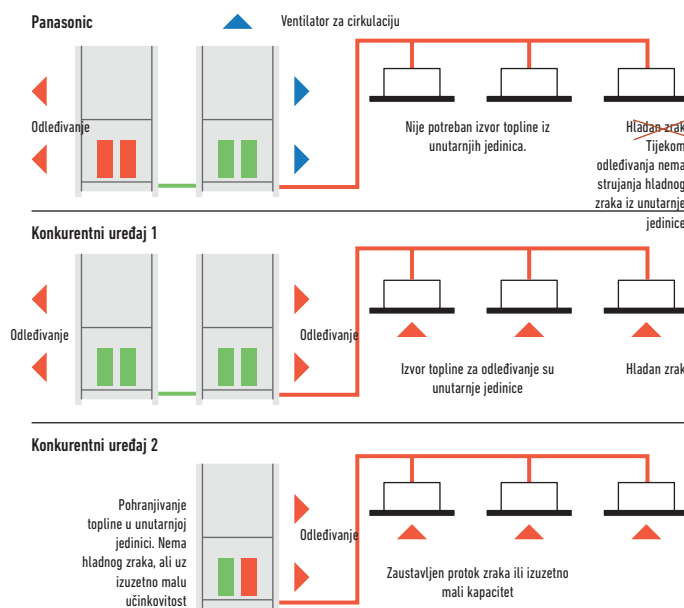 Panasonic
Ventilator za cirkulaciju
Odleđivanje
Nije potreban izvor topline iz
unutarnjih jedinica.
Hladan zrak
Tijekom
odleđivanja nema
strujanja hladnog
zraka iz unutarnje
jedinice
Konkurentni uređaj 1
Odleđivanje
Odleđivanje
Izvor topline za odleđivanje su
unutarnje jedinice
Hladan zrak
Konkurentni uređaj 2
Pohranjivanje
topline u unutarnjoj
jedinici. Nema
hladnog zraka, ali uz
izuzetno malu
učinkovitost
Odleđivanje
Zaustavljen protok zraka ili izuzetno
mali kapacitet